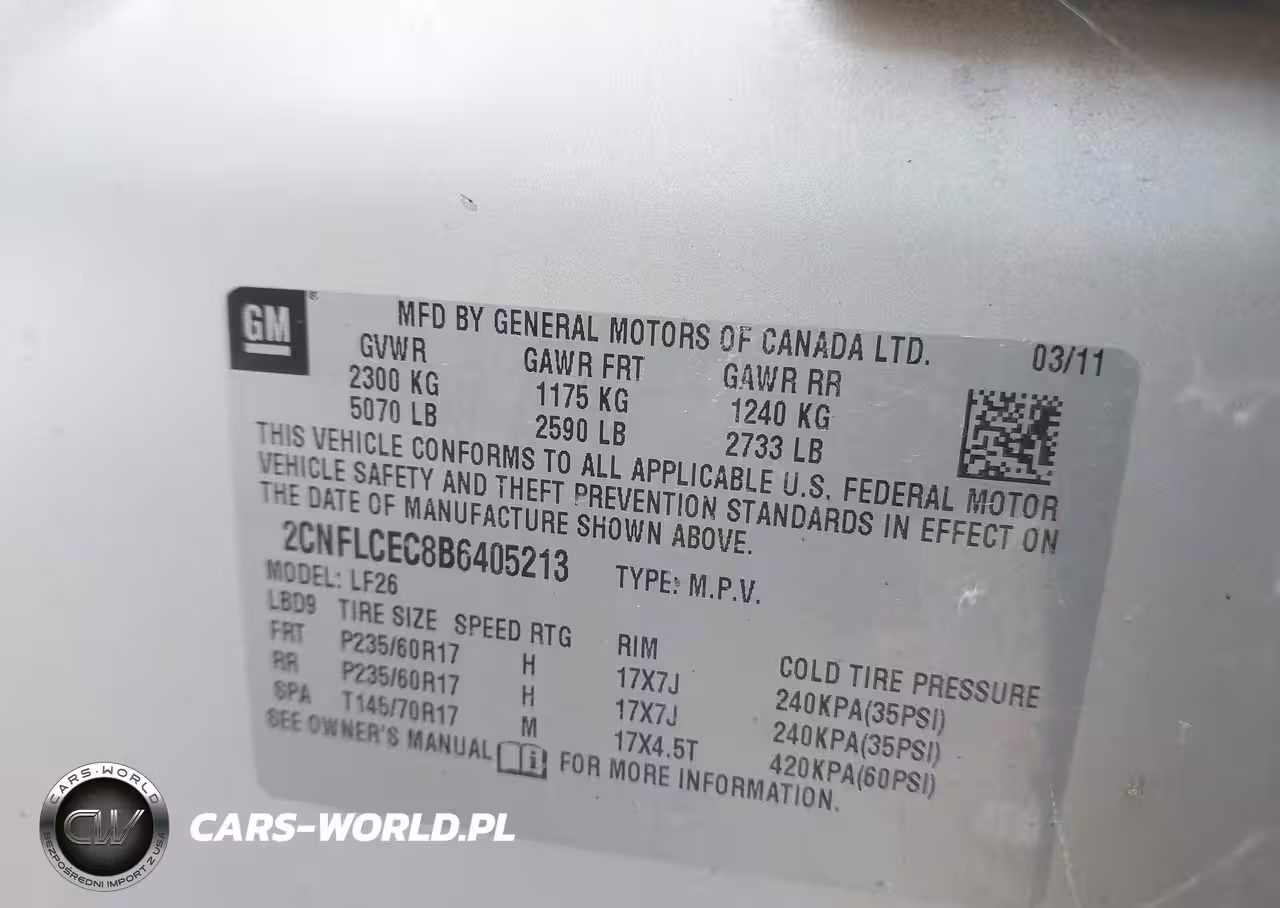 GM
MFD BY GENERAL MOTORS OF CANADA LTD. 03/11
GVWR GAWR FRT GAWR RR
2300 KG 1175 KG 1240 KG
5070 LB 2590 LB 2733 LB
THIS VEHICLE CONFORMS TO ALL APPLICABLE U.S. FEDERAL MOTOR
VEHICLE SAFETY AND THEFT PREVENTION STANDARDS IN EFFECT ON
THE DATE OF MANUFACTURE SHOWN ABOVE.
2CNFLCEC8B6405213 TYPE: M.P.V.
MODEL: LF26
LBD9 TIRE SIZE SPEED RTG RIM COLD TIRE PRESSURE
FRT P235/60R17 H 17X7J 240KPA(35PSI)
RR P235/60R17 H 17X7J 240KPA(35PSI)
SPA T145/70R17 M 17X4.5T 420KPA(60PSI)
SEE OWNER'S MANUAL FOR MORE INFORMATION.
CARS-WORLD
CW
BEZPOŚREDNI IMPORT Z USA
CARS-WORLD.PL